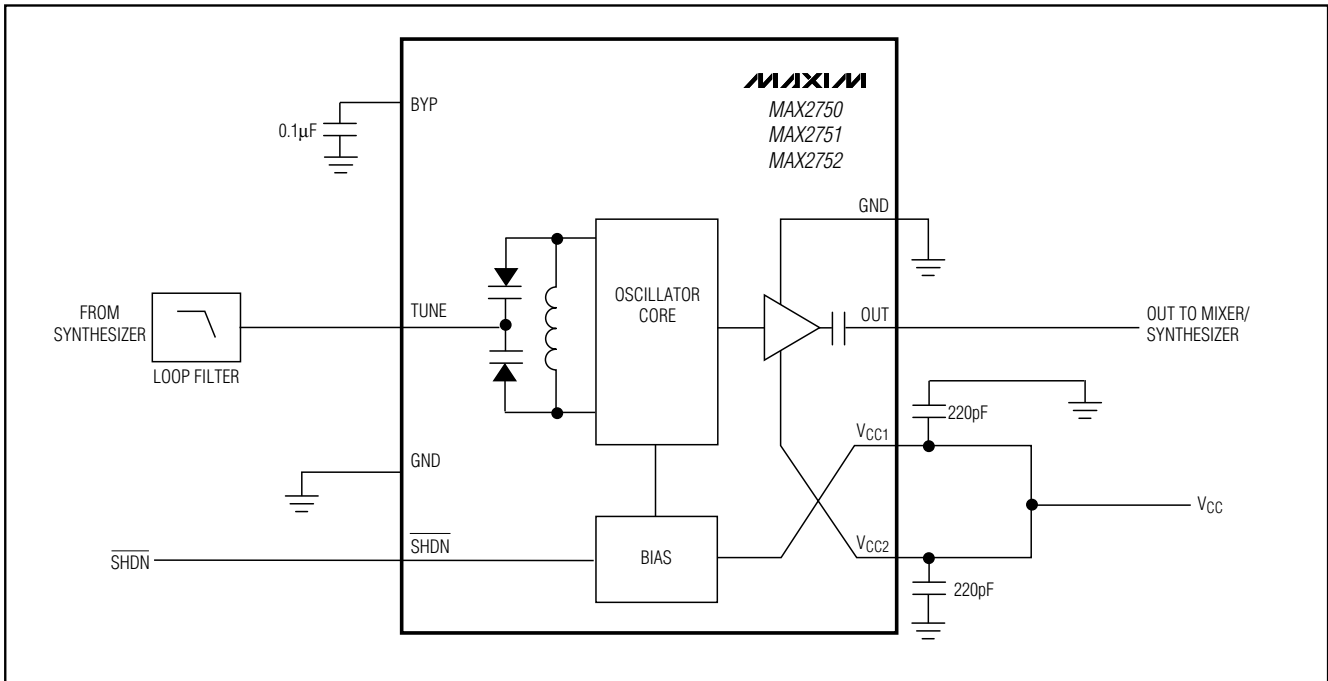 MAXIM
MAX2750
MAX2751
MAX2752
BYP
0.1µF
GND
FROM
SYNTHESIZER
LOOP FILTER
TUNE
OSCILLATOR
CORE
OUT
OUT TO MIXER/
SYNTHESIZER
220pF
VCC1
GND
VCC
SHDN
SHDN
BIAS
VCC2
220pF